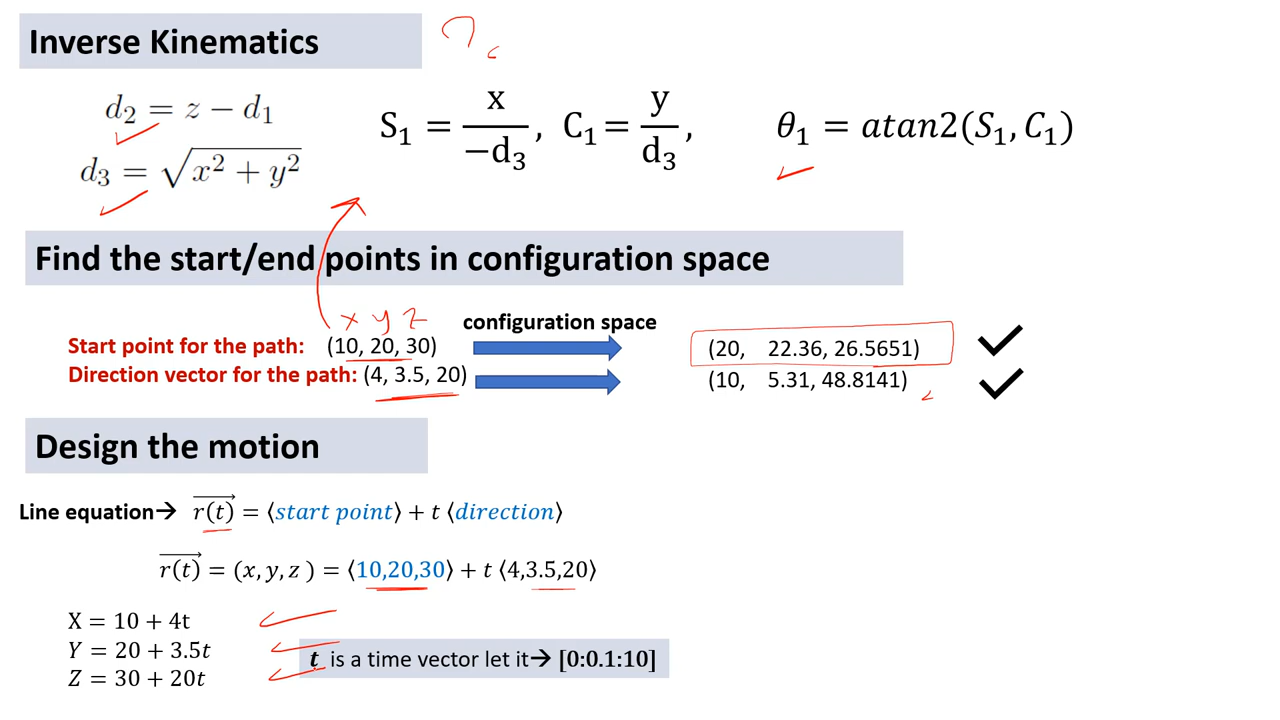 Inverse Kinematics
d₂ = z − d₁
d₃ = √(x² + y²)
S₁ = x/−d₃ , C₁ = y/d₃ , θ₁ = atan2(S₁, C₁)
Find the start/end points in configuration space
x y z
configuration space
Start point for the path: (10, 20, 30) (20, 22.36, 26.5651)
Direction vector for the path: (4, 3.5, 20) (10, 5.31, 48.8141)
Design the motion
Line equation→ r(t) = ⟨start point⟩ + t ⟨direction⟩
r(t) = (x, y, z ) = ⟨10,20,30⟩ + t ⟨4,3.5,20⟩
X = 10 + 4t
Y = 20 + 3.5t
t is a time vector let it→ [0:0.1:10]
Z = 30 + 20t